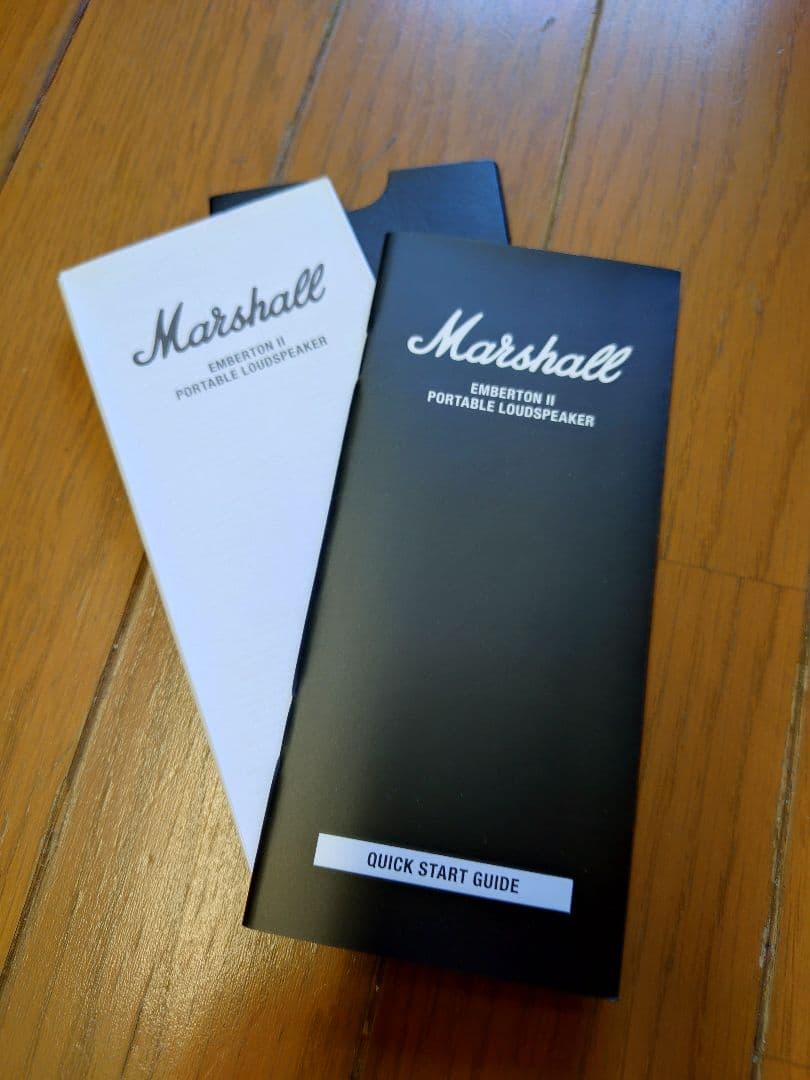 Marshall
EMBERTON II
PORTABLE LOUDSPEAKER
Marshall
EMBERTON II
PORTABLE LOUDSPEAKER
QUICK START GUIDE